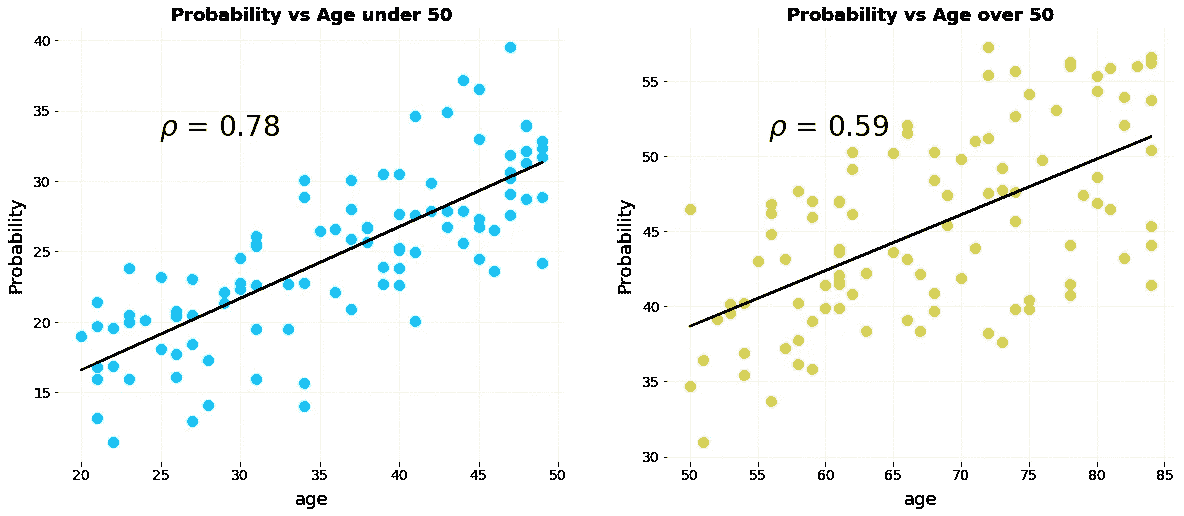 Probability vs Age under 50
ρ = 0.78
Probability
40
35
30
25
20
15
20 25 30 35 40 45 50
age
Probability vs Age over 50
ρ = 0.59
Probability
55
50
45
40
35
30
50 55 60 65 70 75 80 85
age